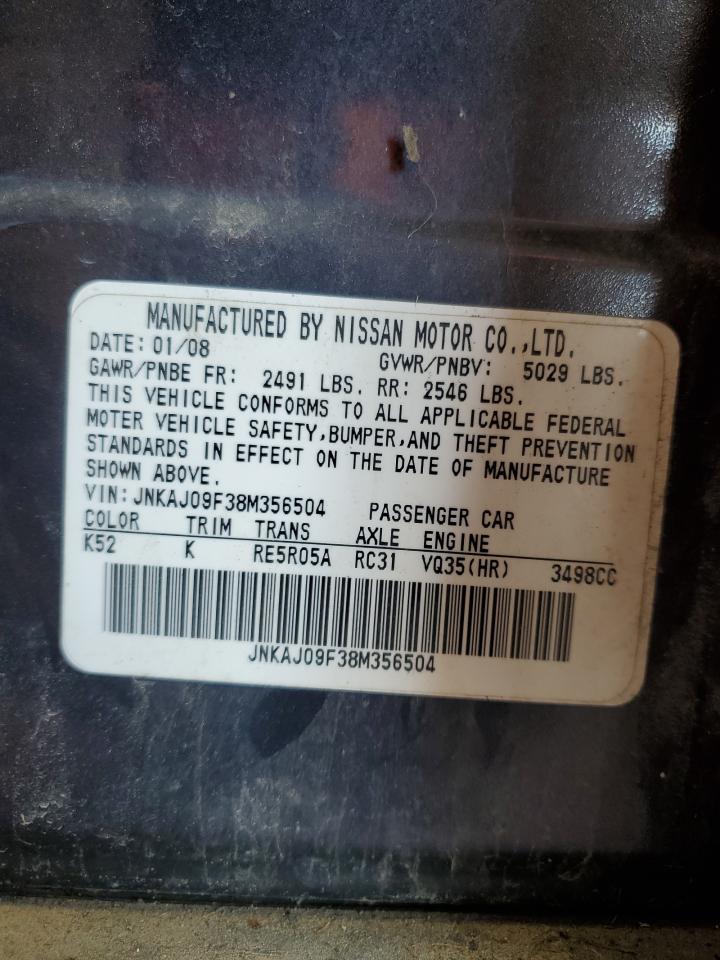 MANUFACTURED BY NISSAN MOTOR CO.,LTD.
DATE: 01/08 GVWR/PNBV: 5029 LBS.
GAWR/PNBE FR: 2491 LBS. RR: 2546 LBS.
THIS VEHICLE CONFORMS TO ALL APPLICABLE FEDERAL
MOTER VEHICLE SAFETY,BUMPER,AND THEFT PREVENTION
STANDARDS IN EFFECT ON THE DATE OF MANUFACTURE
SHOWN ABOVE.
VIN: JNKAJ09F38M356504 PASSENGER CAR
COLOR TRIM TRANS AXLE ENGINE
K52 K RE5R05A RC31 VQ35(HR) 3498CC
JNKAJ09F38M356504